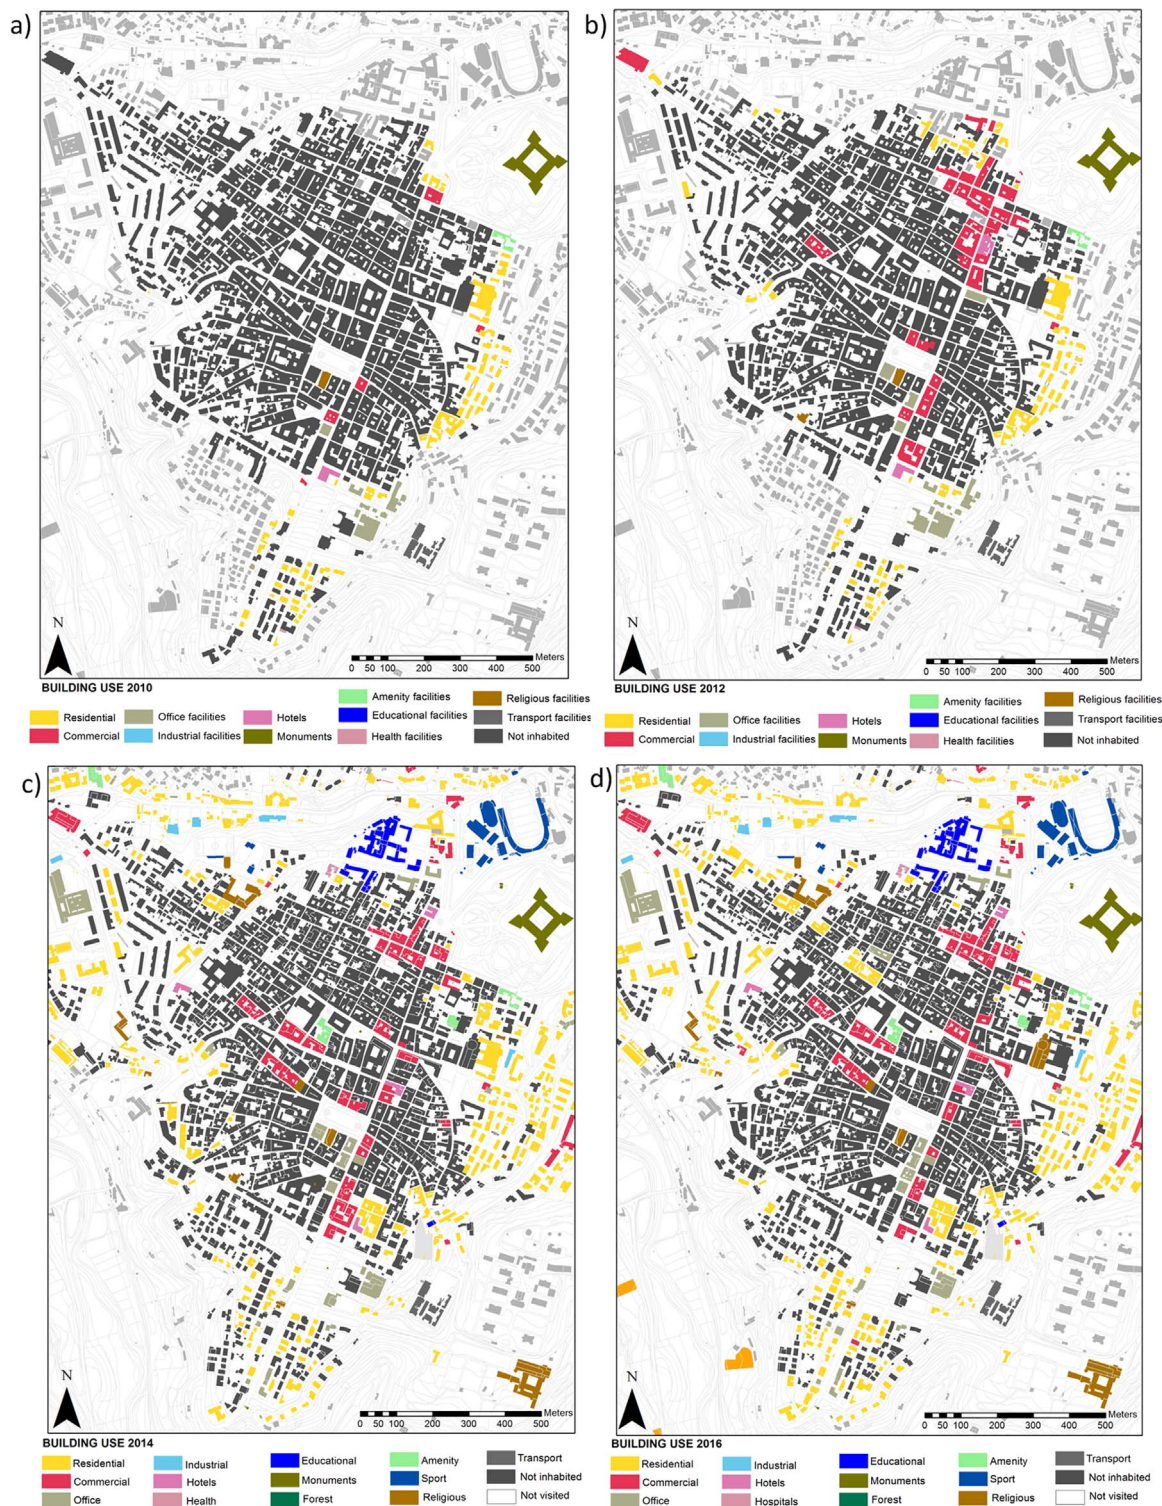 a)
N
Meters
0 50 100 200 300 400 500
BUILDING USE 2010
Residential
Commercial
Office facilities
Industrial facilities
Hotels
Monuments
Amenity facilities
Educational facilities
Health facilities
Religious facilities
Transport facilities
Not inhabited
b)
N
Meters
0 50 100 200 300 400 500
BUILDING USE 2012
Residential
Commercial
Office facilities
Industrial facilities
Hotels
Monuments
Amenity facilities
Educational facilities
Health facilities
Religious facilities
Transport facilities
Not inhabited
c)
N
Meters
0 50 100 200 300 400 500
BUILDING USE 2014
Residential
Commercial
Office
Industrial
Hotels
Health
Educational
Monuments
Forest
Amenity
Sport
Religious
Transport
Not inhabited
Not visited
d)
N
Meters
0 50 100 200 300 400 500
BUILDING USE 2016
Residential
Commercial
Office
Industrial
Hotels
Hospitals
Educational
Monuments
Forest
Amenity
Sport
Religious
Transport
Not inhabited
Not visited